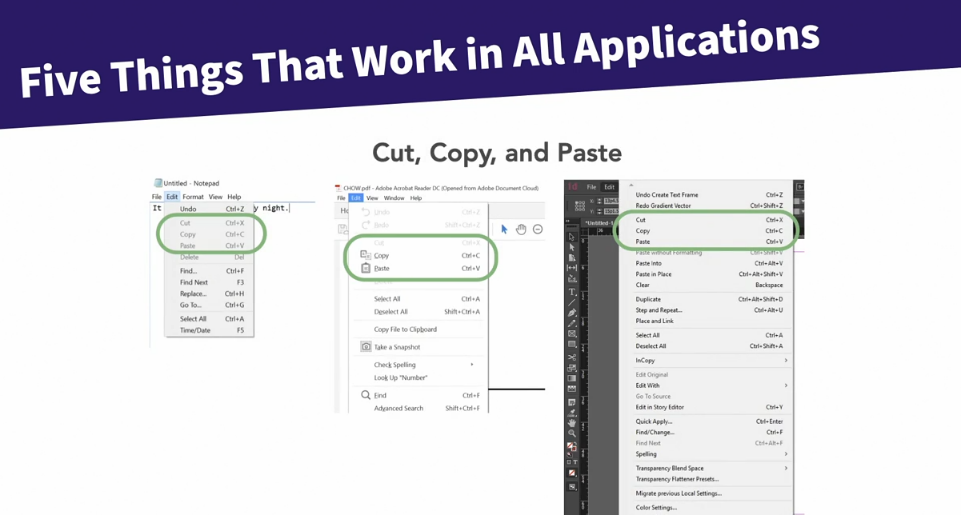 Five Things That Work in All Applications
Cut, Copy, and Paste
Untitled - Notepad
File Edit Format View Help
It y night.
Undo Ctrl+Z
Cut Ctrl+X
Copy Ctrl+C
Paste Ctrl+V
Delete Del
Find... Ctrl+F
Find Next F3
Replace... Ctrl+H
Go To... Ctrl+G
Select All Ctrl+A
Time/Date F5
CHOW.pdf - Adobe Acrobat Reader DC (Opened from Adobe Document Cloud)
File Edit View Window Help
Undo Ctrl+Z
Redo Shift+Ctrl+Z
Cut Ctrl+X
Copy Ctrl+C
Paste Ctrl+V
Select All Ctrl+A
Deselect All Shift+Ctrl+A
Copy File to Clipboard
Take a Snapshot
Check Spelling
Look Up "Number"
Find Ctrl+F
Advanced Search Shift+Ctrl+F
File Edit
Undo Create Text Frame Ctrl+Z
Redo Gradient Vector Ctrl+Shift+Z
Cut Ctrl+X
Copy Ctrl+C
Paste Ctrl+V
Paste without Formatting Ctrl+Shift+V
Paste Into Ctrl+Alt+V
Paste in Place Ctrl+Alt+Shift+V
Clear Backspace
Duplicate Ctrl+Alt+Shift+D
Step and Repeat... Ctrl+Alt+U
Place and Link
Select All Ctrl+A
Deselect All Ctrl+Shift+A
InCopy
Edit Original
Edit With
Go To Source
Edit in Story Editor Ctrl+Y
Quick Apply... Ctrl+Enter
Find/Change... Ctrl+F
Find Next Ctrl+Alt+F
Spelling
Transparency Blend Space
Transparency Flattener Presets...
Migrate previous Local Settings...
Color Settings...